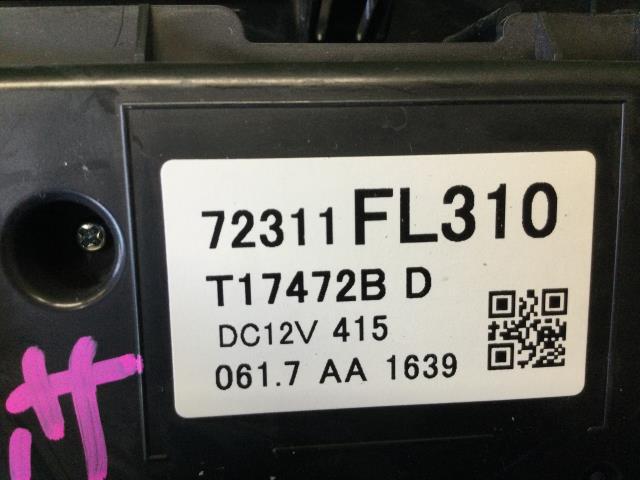 72311 FL310
T17472B D
DC12V 415
061.7 AA 1639